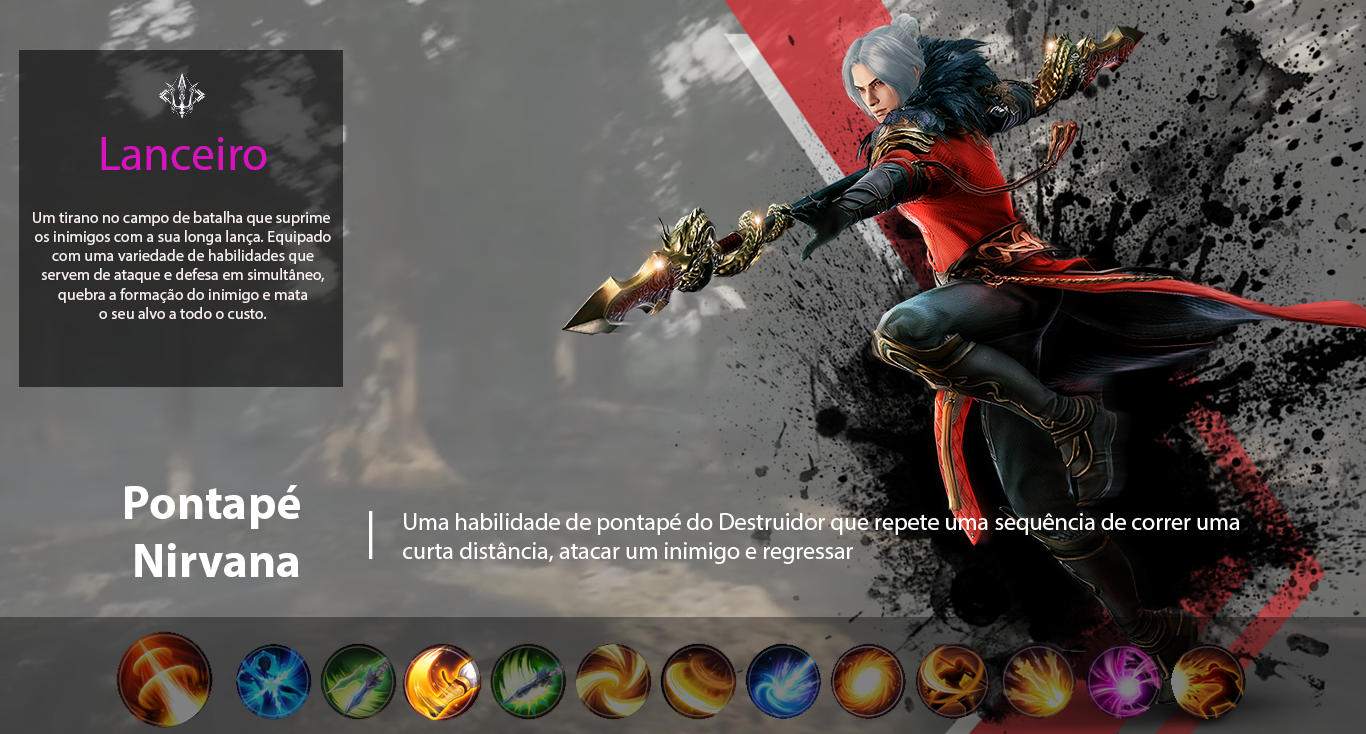 Lanceiro
Um tirano no campo de batalha que suprime
os inimigos com a sua longa lança. Equipado
com uma variedade de habilidades que
servem de ataque e defesa em simultâneo,
quebra a formação do inimigo e mata
o seu alvo a todo o custo.
Pontapé
Nirvana
Uma habilidade de pontapé do Destruidor que repete uma sequência de correr uma
curta distância, atacar um inimigo e regressar